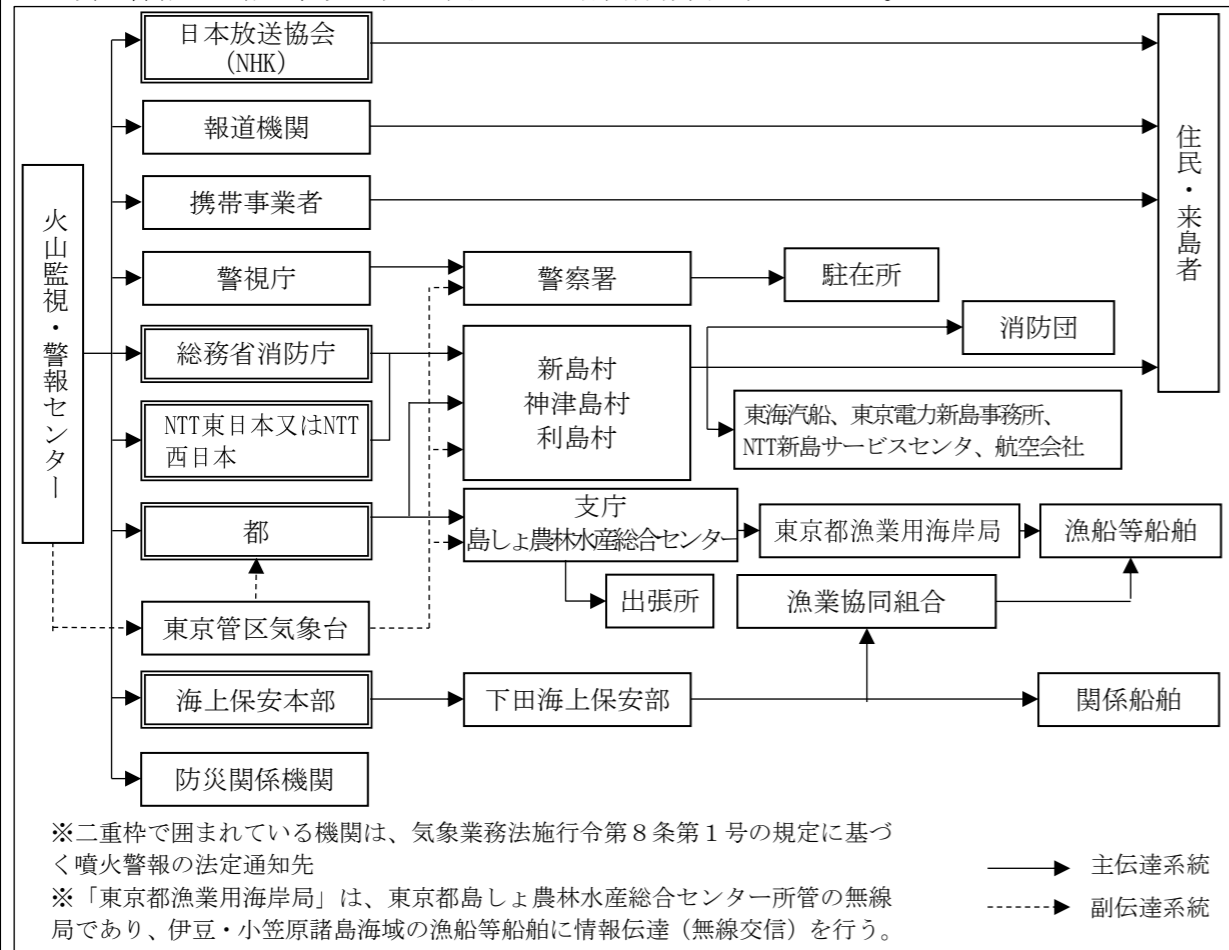 日本放送協会
(NHK)
報道機関
携帯事業者
警視庁
警察署
駐在所
総務省消防庁
消防団
新島村
神津島村
利島村
NTT東日本又はNTT
西日本
東海汽船、東京電力新島事務所、
NTT新島サービスセンタ、航空会社
都
支庁
島しょ農林水産総合センター
東京都漁業用海岸局
漁船等船舶
出張所
漁業協同組合
東京管区気象台
海上保安本部
下田海上保安部
関係船舶
防災関係機関
火山監視・警報センター
住民・来島者
※二重枠で囲まれている機関は、気象業務法施行令第8条第1号の規定に基づ
く噴火警報の法定通知先
※「東京都漁業用海岸局」は、東京都島しょ農林水産総合センター所管の無線
局であり、伊豆・小笠原諸島海域の漁船等船舶に情報伝達(無線交信)を行う。
主伝達系統
副伝達系統